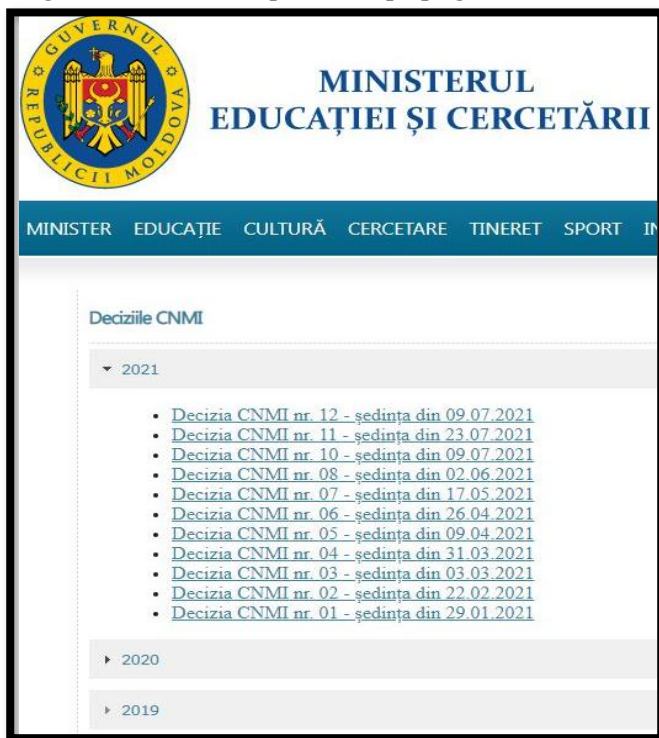 GUVERNUL REPUBLICII MOLDOVA
MINISTERUL
EDUCAȚIEI ȘI CERCETĂRII
MINISTER EDUCAȚIE CULTURĂ CERCETARE TINERET SPORT
Deciziile CNMI
2021
Decizia CNMI nr. 12 - ședința din 09.07.2021
Decizia CNMI nr. 11 - ședința din 23.07.2021
Decizia CNMI nr. 10 - ședința din 09.07.2021
Decizia CNMI nr. 08 - ședința din 02.06.2021
Decizia CNMI nr. 07 - ședința din 17.05.2021
Decizia CNMI nr. 06 - ședința din 26.04.2021
Decizia CNMI nr. 05 - ședința din 09.04.2021
Decizia CNMI nr. 04 - ședința din 31.03.2021
Decizia CNMI nr. 03 - ședința din 03.03.2021
Decizia CNMI nr. 02 - ședința din 22.02.2021
Decizia CNMI nr. 01 - ședința din 29.01.2021
2020
2019